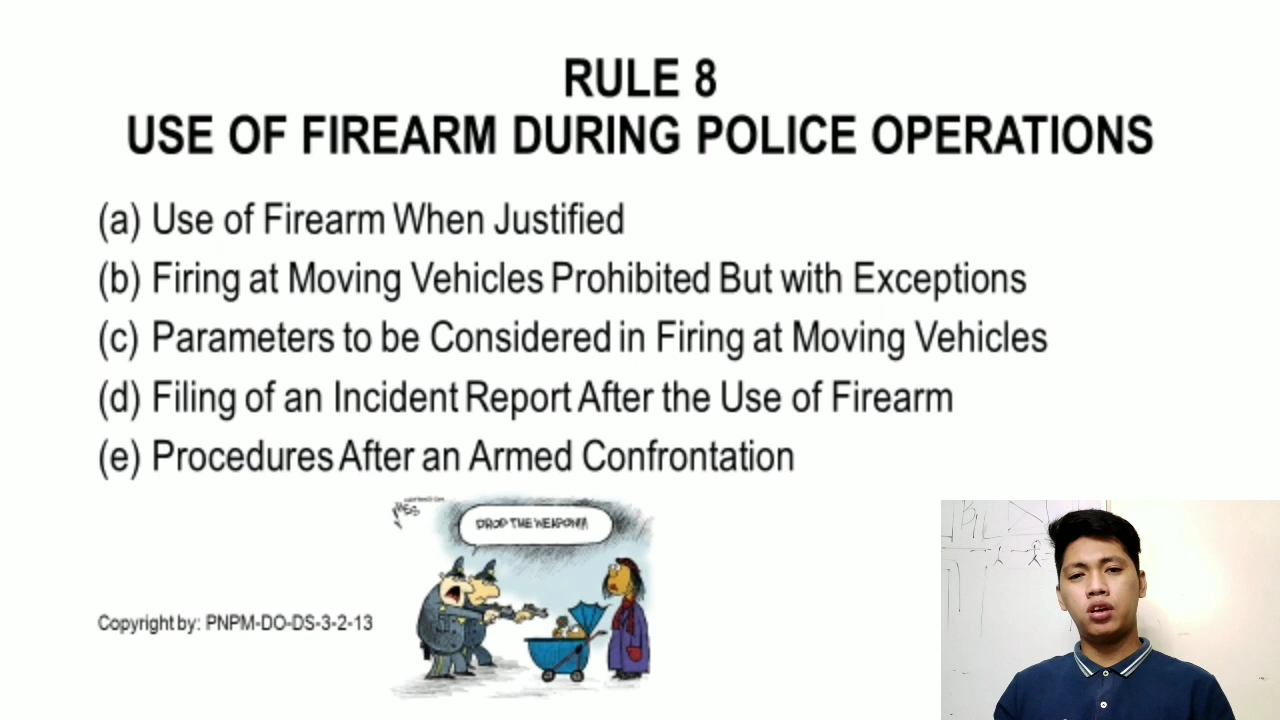 RULE 8
USE OF FIREARM DURING POLICE OPERATIONS
(a) Use of Firearm When Justified
(b) Firing at Moving Vehicles Prohibited But with Exceptions
(c) Parameters to be Considered in Firing at Moving Vehicles
(d) Filing of an Incident Report After the Use of Firearm
(e) Procedures After an Armed Confrontation
DROP THE WEAPON!!
Copyright by: PNPM-DO-DS-3-2-13